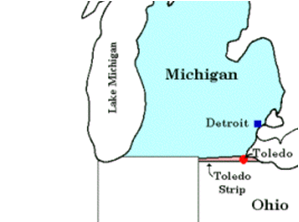 Lake Michigan
Michigan
Detroit
Toledo
Toledo
Strip
Ohio